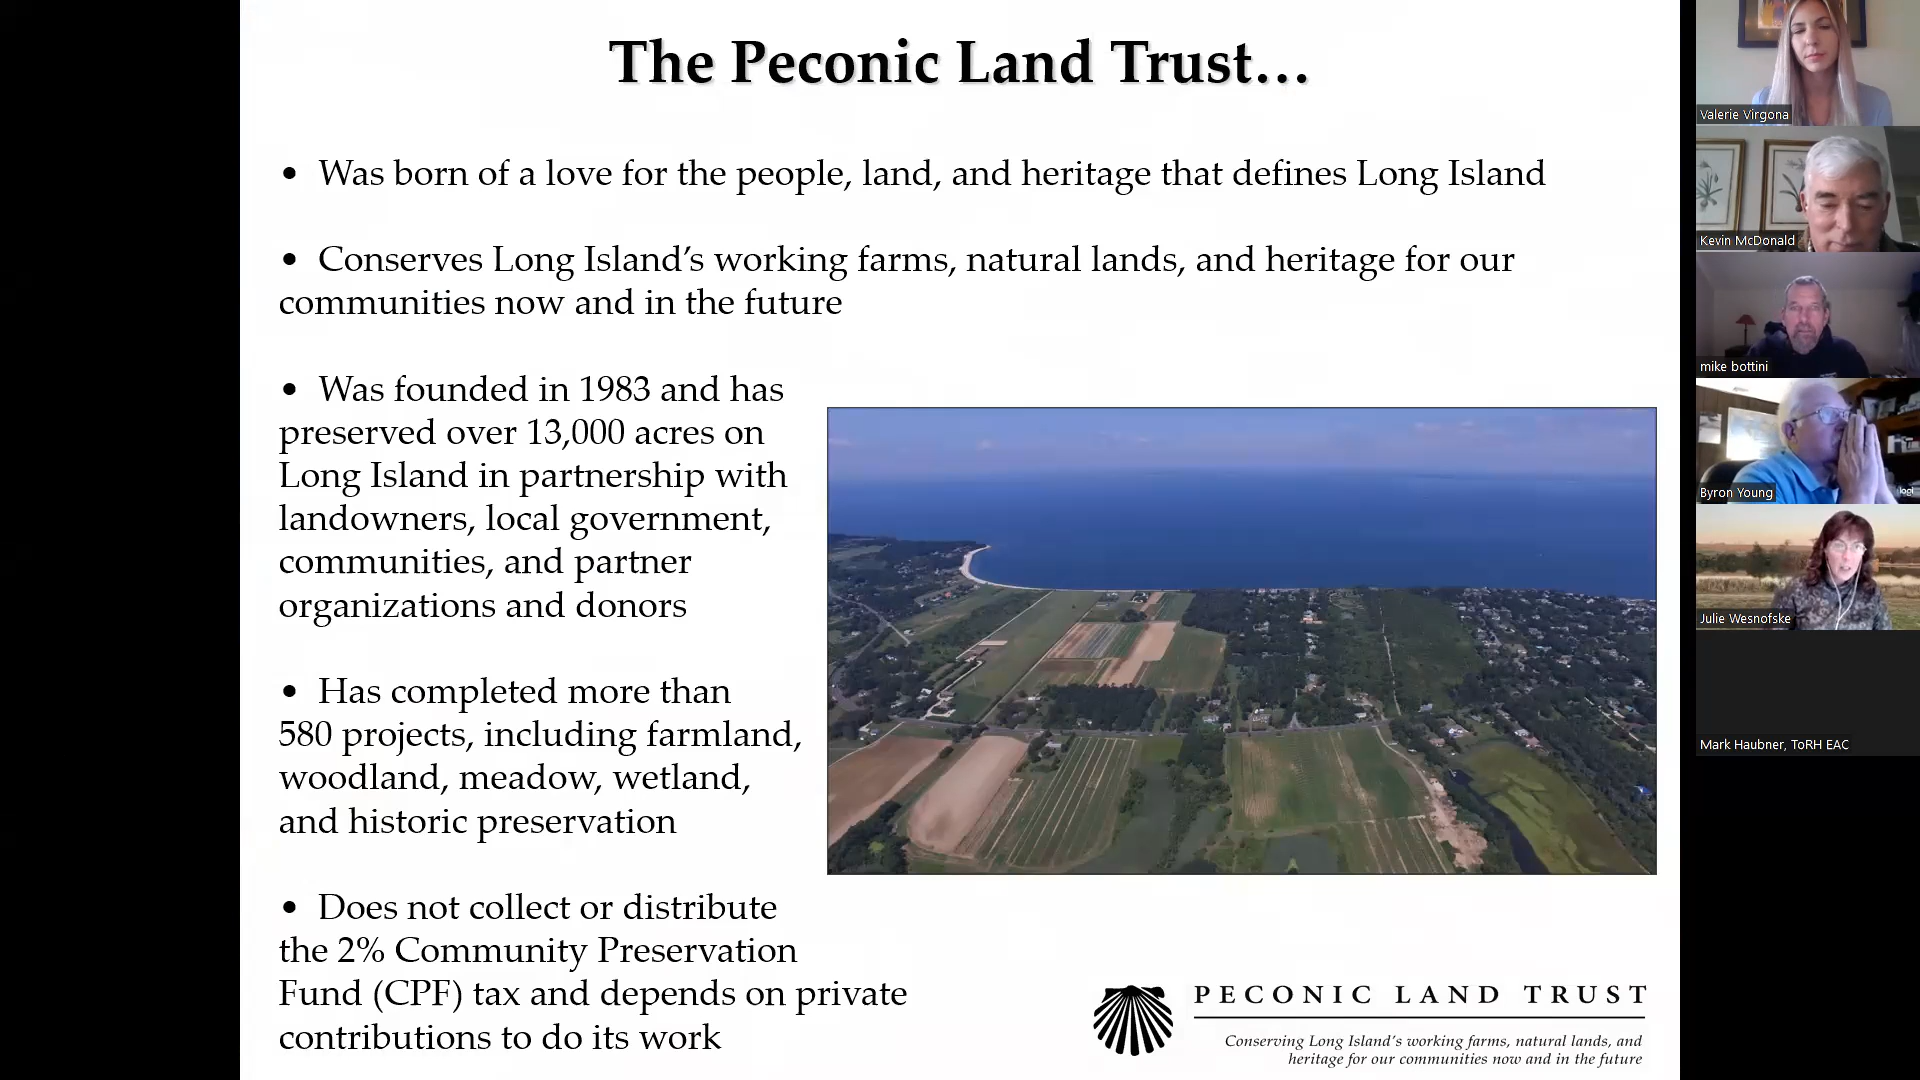 The Peconic Land Trust…
• Was born of a love for the people, land, and heritage that defines Long Island
• Conserves Long Island’s working farms, natural lands, and heritage for our
communities now and in the future
• Was founded in 1983 and has
preserved over 13,000 acres on
Long Island in partnership with
landowners, local government,
communities, and partner
organizations and donors
• Has completed more than
580 projects, including farmland,
woodland, meadow, wetland,
and historic preservation
• Does not collect or distribute
the 2% Community Preservation
Fund (CPF) tax and depends on private
contributions to do its work
PECONIC LAND TRUST
Conserving Long Island's working farms, natural lands, and
heritage for our communities now and in the future
Valerie Virgona
Kevin McDonald
mike bottini
Byron Young
Julie Wesnofske
Mark Haubner, ToRH EAC